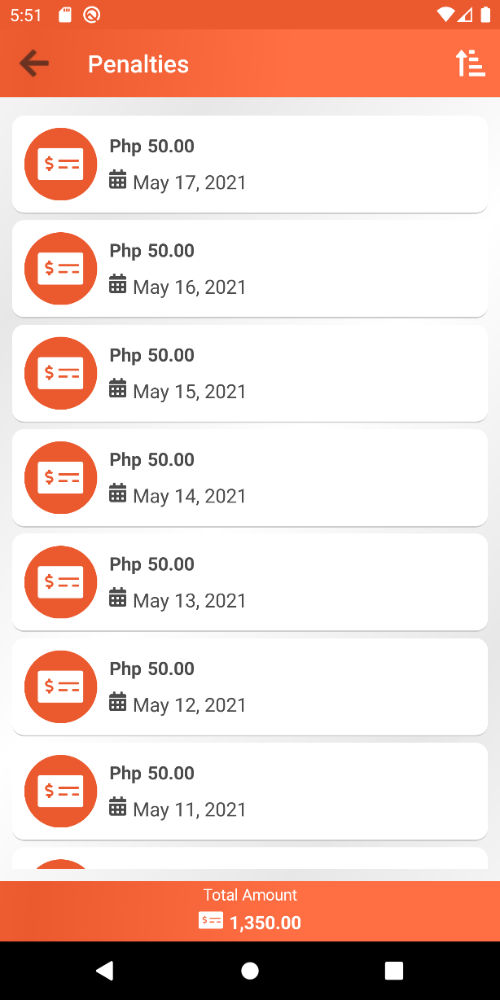 5:51
Penalties
Php 50.00
May 17, 2021
Php 50.00
May 16, 2021
Php 50.00
May 15, 2021
Php 50.00
May 14, 2021
Php 50.00
May 13, 2021
Php 50.00
May 12, 2021
Php 50.00
May 11, 2021
Total Amount
1,350.00